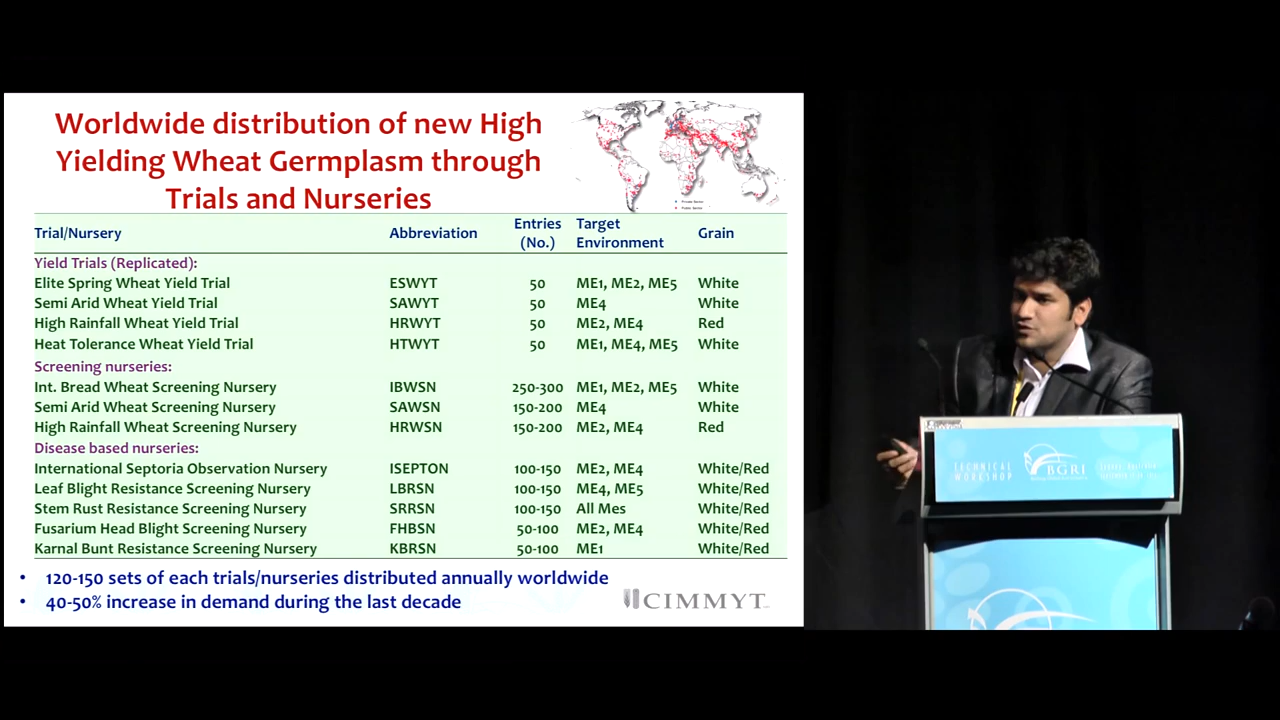 Worldwide distribution of new High
Yielding Wheat Germplasm through
Trials and Nurseries
Trial/Nursery Abbreviation Entries (No.) Target Environment Grain
Yield Trials (Replicated):
Elite Spring Wheat Yield Trial ESWYT 50 ME1, ME2, ME5 White
Semi Arid Wheat Yield Trial SAWYT 50 ME4 White
High Rainfall Wheat Yield Trial HRWYT 50 ME2, ME4 Red
Heat Tolerance Wheat Yield Trial HTWYT 50 ME1, ME4, ME5 White
Screening nurseries:
Int. Bread Wheat Screening Nursery IBWSN 250-300 ME1, ME2, ME5 White
Semi Arid Wheat Screening Nursery SAWSN 150-200 ME4 White
High Rainfall Wheat Screening Nursery HRWSN 150-200 ME2, ME4 Red
Disease based nurseries:
International Septoria Observation Nursery ISEPTON 100-150 ME2, ME4 White/Red
Leaf Blight Resistance Screening Nursery LBRSN 100-150 ME4, ME5 White/Red
Stem Rust Resistance Screening Nursery SRRSN 100-150 All Mes White/Red
Fusarium Head Blight Screening Nursery FHBSN 50-100 ME2, ME4 White/Red
Karnal Bunt Resistance Screening Nursery KBRSN 50-100 ME1 White/Red
• 120-150 sets of each trials/nurseries distributed annually worldwide
• 40-50% increase in demand during the last decade
CIMMYT
TECHNICAL
WORKSHOP
BGRI